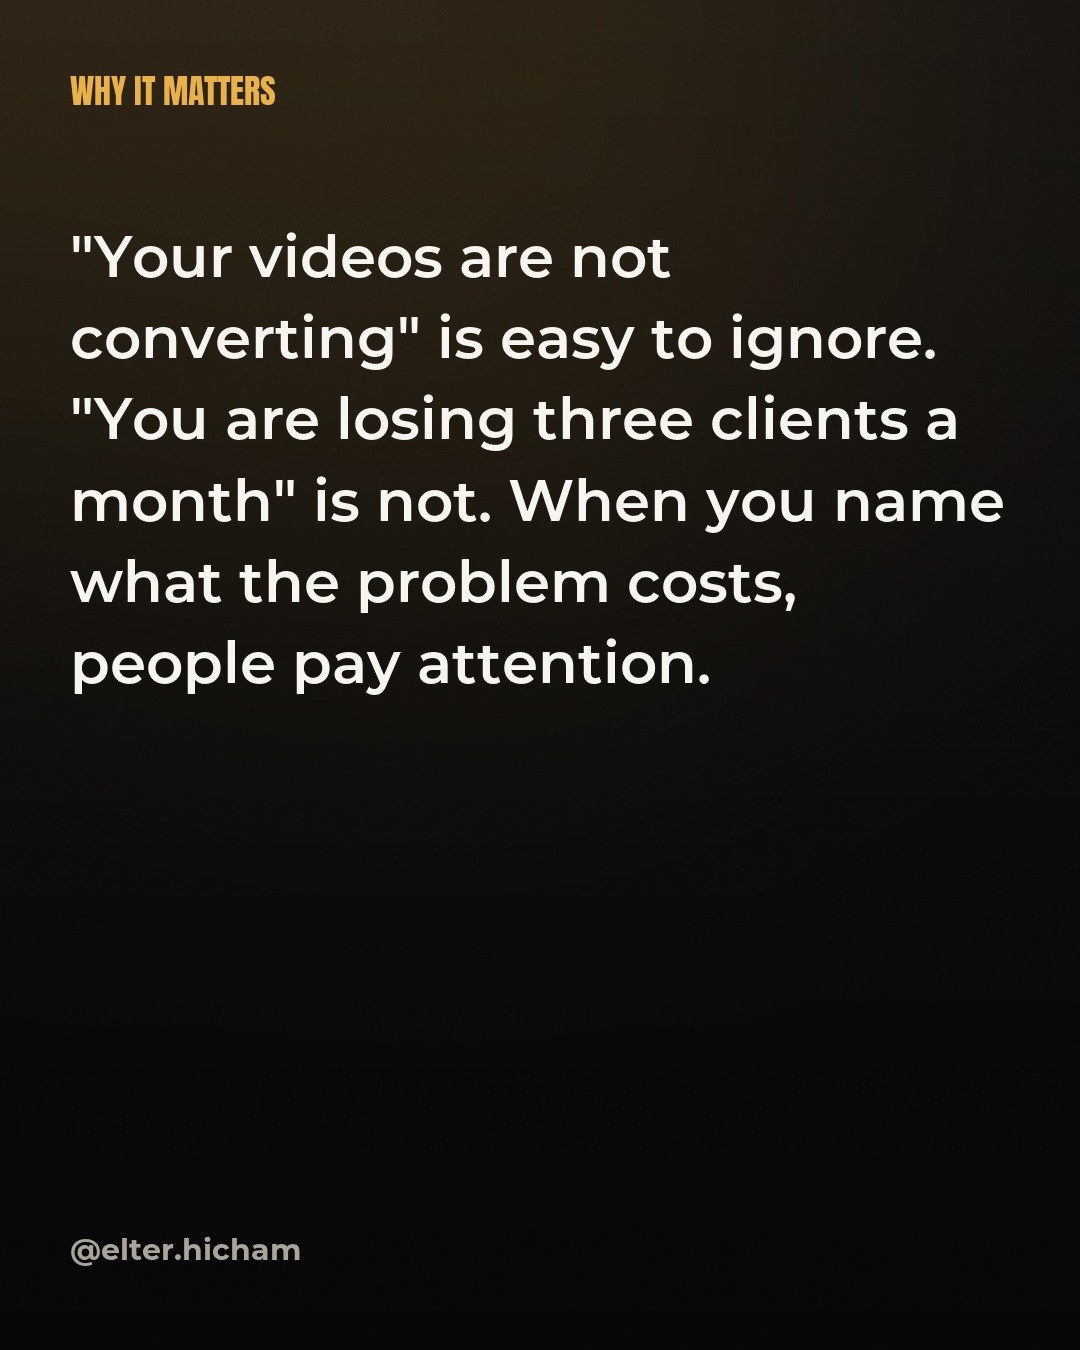 WHY IT MATTERS
"Your videos are not
converting" is easy to ignore.
"You are losing three clients a
month" is not. When you name
what the problem costs,
people pay attention.
@elter.hicham